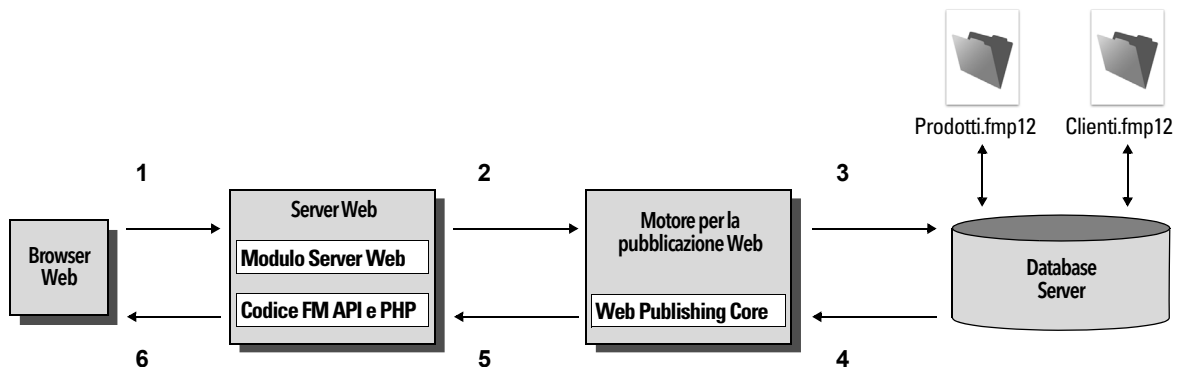 Prodotti.fmp12
Clienti.fmp12
1
2
3
Browser
Web
Server Web
Modulo Server Web
Codice FM API e PHP
Motore per la
pubblicazione Web
Web Publishing Core
Database
Server
6
5
4